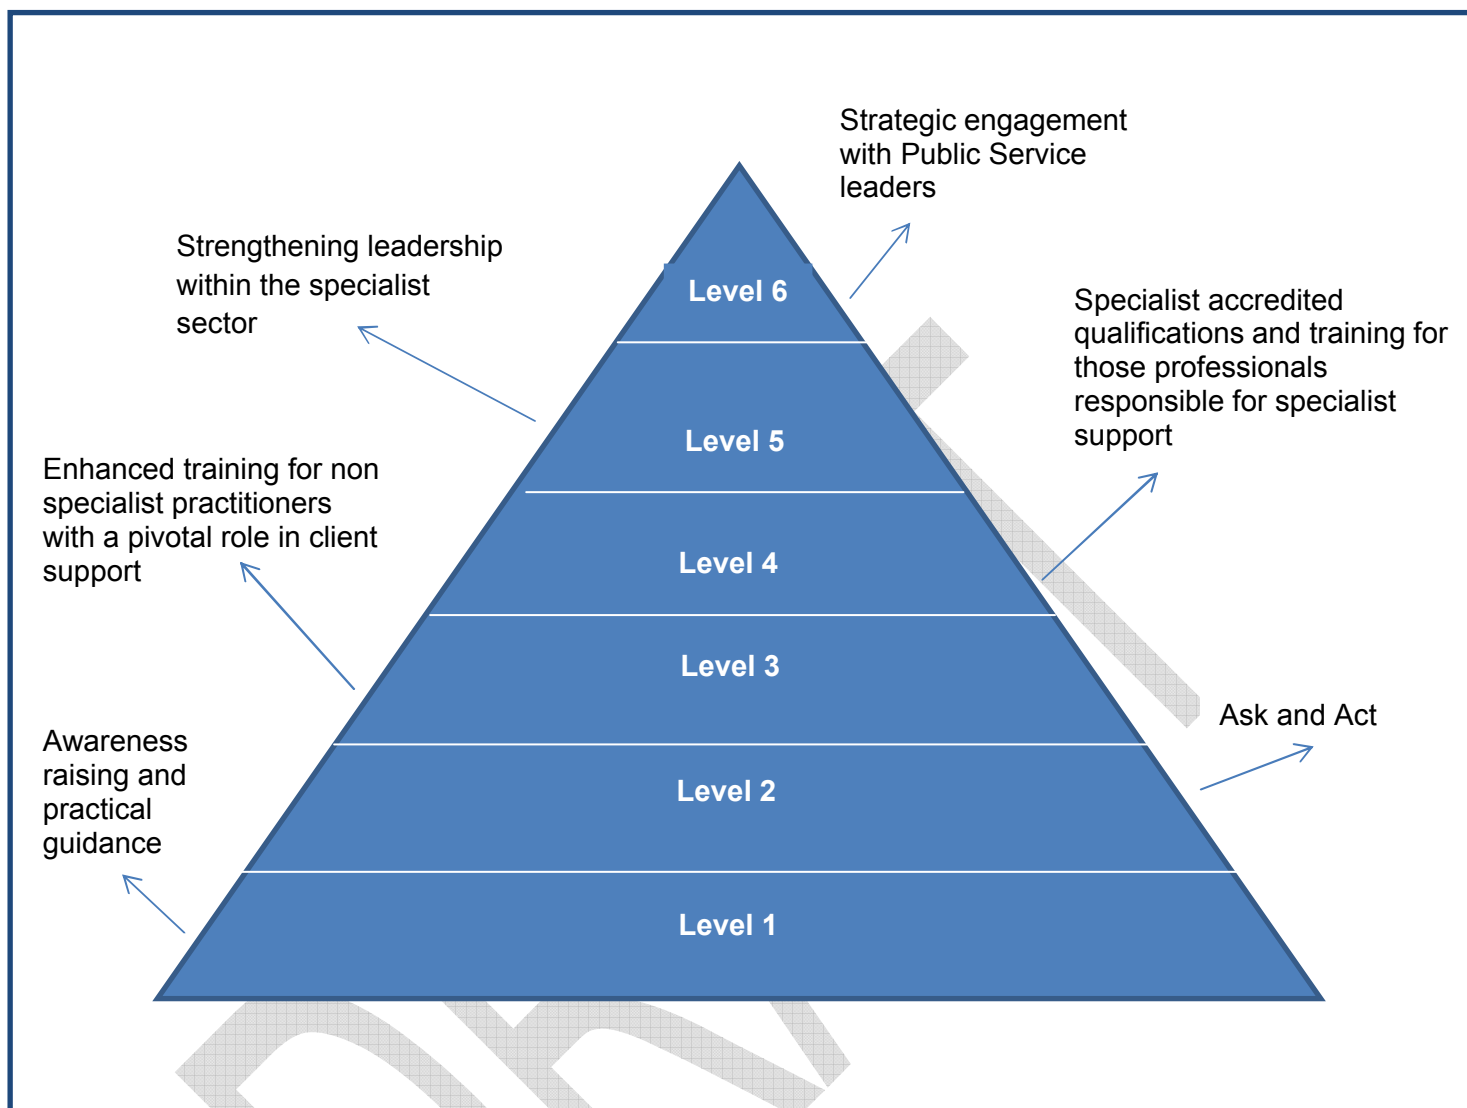 Strategic engagement
with Public Service
leaders
Strengthening leadership
within the specialist
sector
Level 6
Specialist accredited
qualifications and training for
those professionals
responsible for specialist
support
Level 5
Enhanced training for non
specialist practitioners
with a pivotal role in client
support
Level 4
Level 3
Ask and Act
Awareness
raising and
practical
guidance
Level 2
Level 1